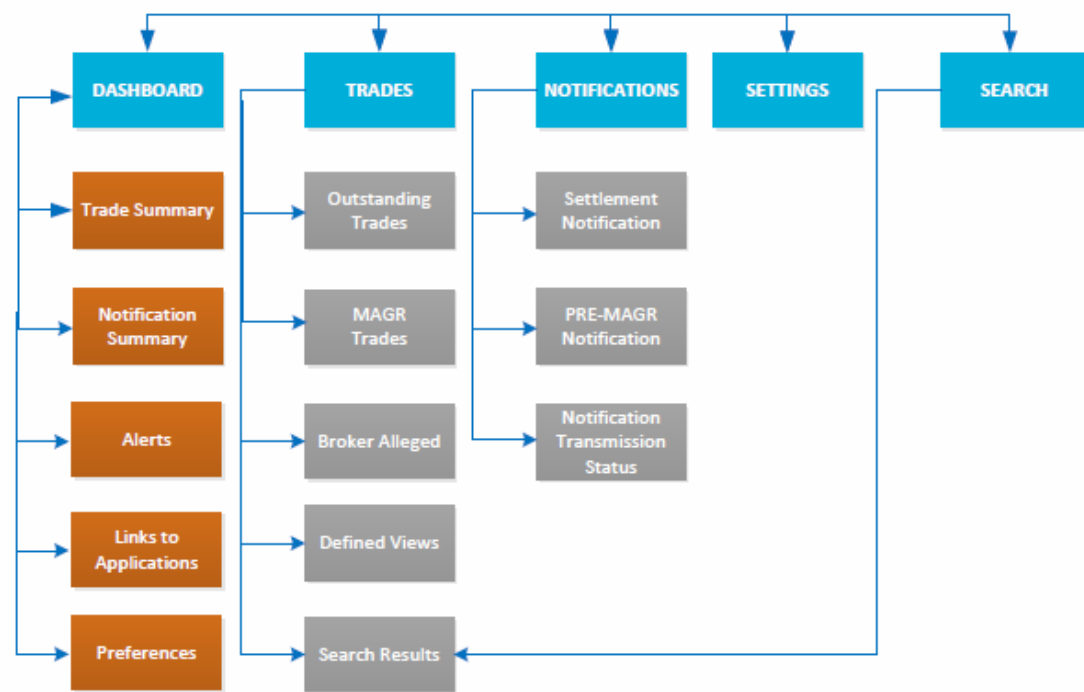 DASHBOARD
TRADES
NOTIFICATIONS
SETTINGS
SEARCH
Trade Summary
Outstanding
Trades
Settlement
Notification
Notification
Summary
MAGR
Trades
PRE-MAGR
Notification
Alerts
Broker Alleged
Notification
Transmission
Status
Links to
Applications
Defined Views
Preferences
Search Results